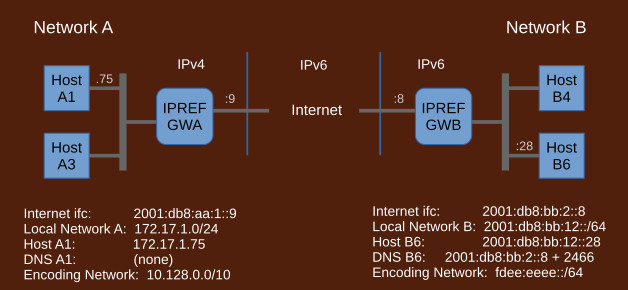 Network A
Network B
IPv4
IPv6
IPv6
Host
A1
.75
IPREF
GWA
:9
Internet
:8
IPREF
GWB
Host
B4
Host
A3
:28
Host
B6
Internet ifc: 2001:db8:aa:1::9
Local Network A: 172.17.1.0/24
Host A1: 172.17.1.75
DNS A1: (none)
Encoding Network: 10.128.0.0/10
Internet ifc: 2001:db8:bb:2::8
Local Network B: 2001:db8:bb:12::/64
Host B6: 2001:db8:bb:12::28
DNS B6: 2001:db8:bb:2::8 + 2466
Encoding Network: fdee:eeee::/64